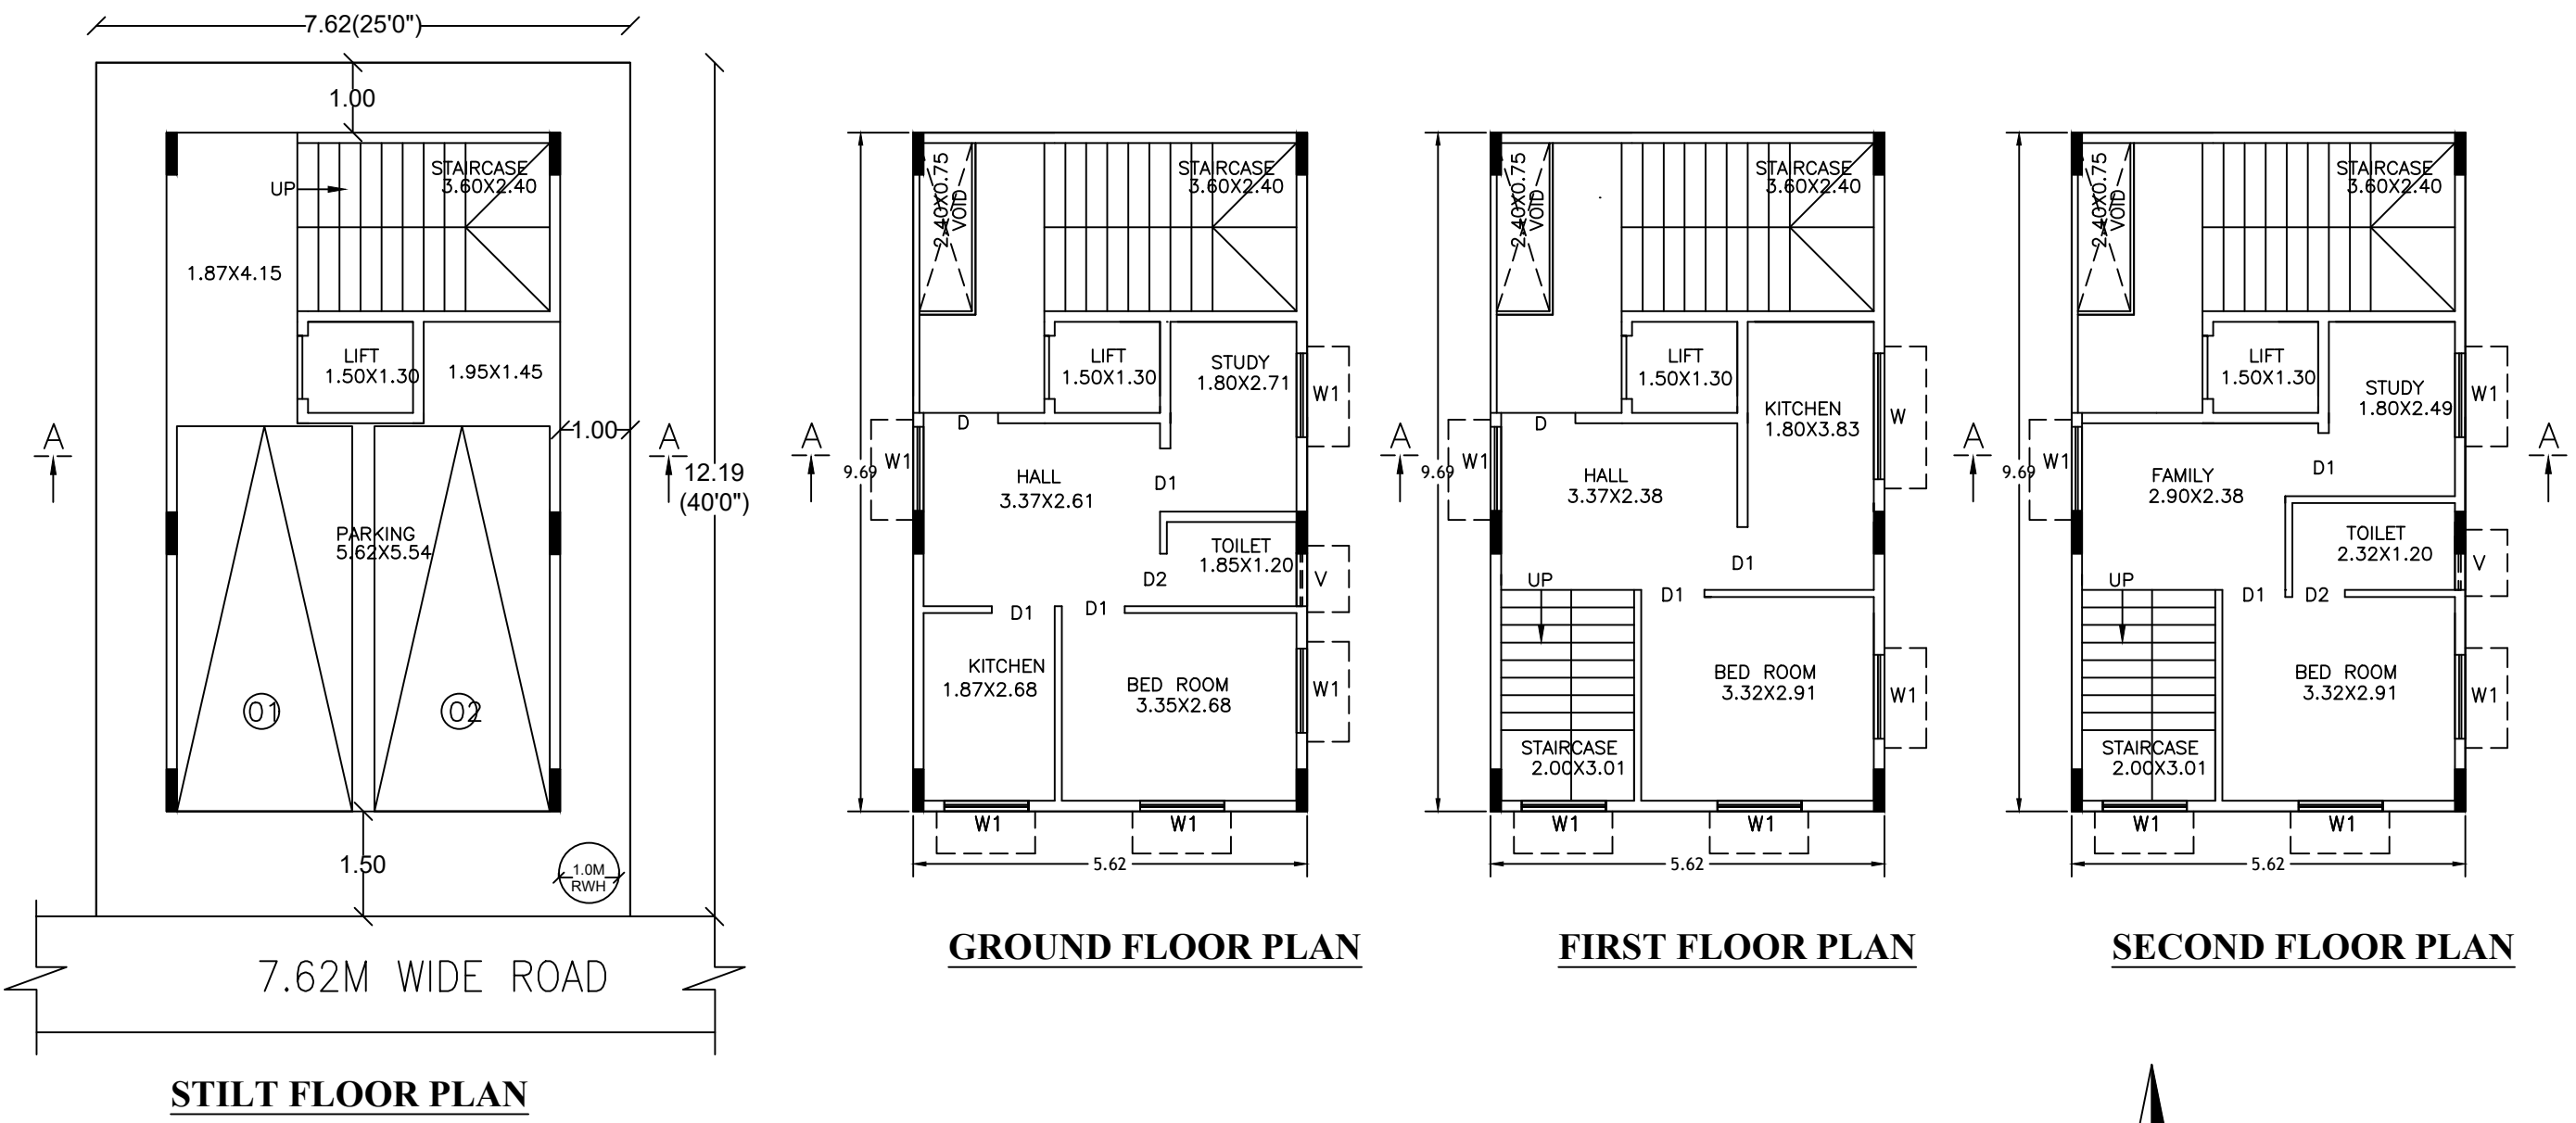 7.62(25'0")
1.00
STAIRCASE
3.60X2.40
UP
1.87X4.15
LIFT
1.50X1.30
1.95X1.45
A
1.00
A
12.19
(40'0")
PARKING
5.62X5.54
01
02
1.50
1.0M
RWH
7.62M WIDE ROAD
STILT FLOOR PLAN
2.40X0.75
VOID
STAIRCASE
3.60X2.40
LIFT
1.50X1.30
STUDY
1.80X2.71
W1
D
A
9.69
W1
HALL
3.37X2.61
D1
TOILET
1.85X1.20
D2
V
D1
D1
KITCHEN
1.87X2.68
BED ROOM
3.35X2.68
W1
W1
W1
5.62
GROUND FLOOR PLAN
2.40X0.75
VOID
STAIRCASE
3.60X2.40
LIFT
1.50X1.30
KITCHEN
1.80X3.83
W
D
A
9.69
W1
HALL
3.37X2.38
D1
UP
D1
BED ROOM
3.32X2.91
W1
STAIRCASE
2.00X3.01
W1
W1
5.62
FIRST FLOOR PLAN
2.40X0.75
VOID
STAIRCASE
3.60X2.40
LIFT
1.50X1.30
STUDY
1.80X2.49
W1
A
A
9.69
W1
FAMILY
2.90X2.38
D1
TOILET
2.32X1.20
V
UP
D1
D2
BED ROOM
3.32X2.91
W1
STAIRCASE
2.00X3.01
W1
W1
5.62
SECOND FLOOR PLAN